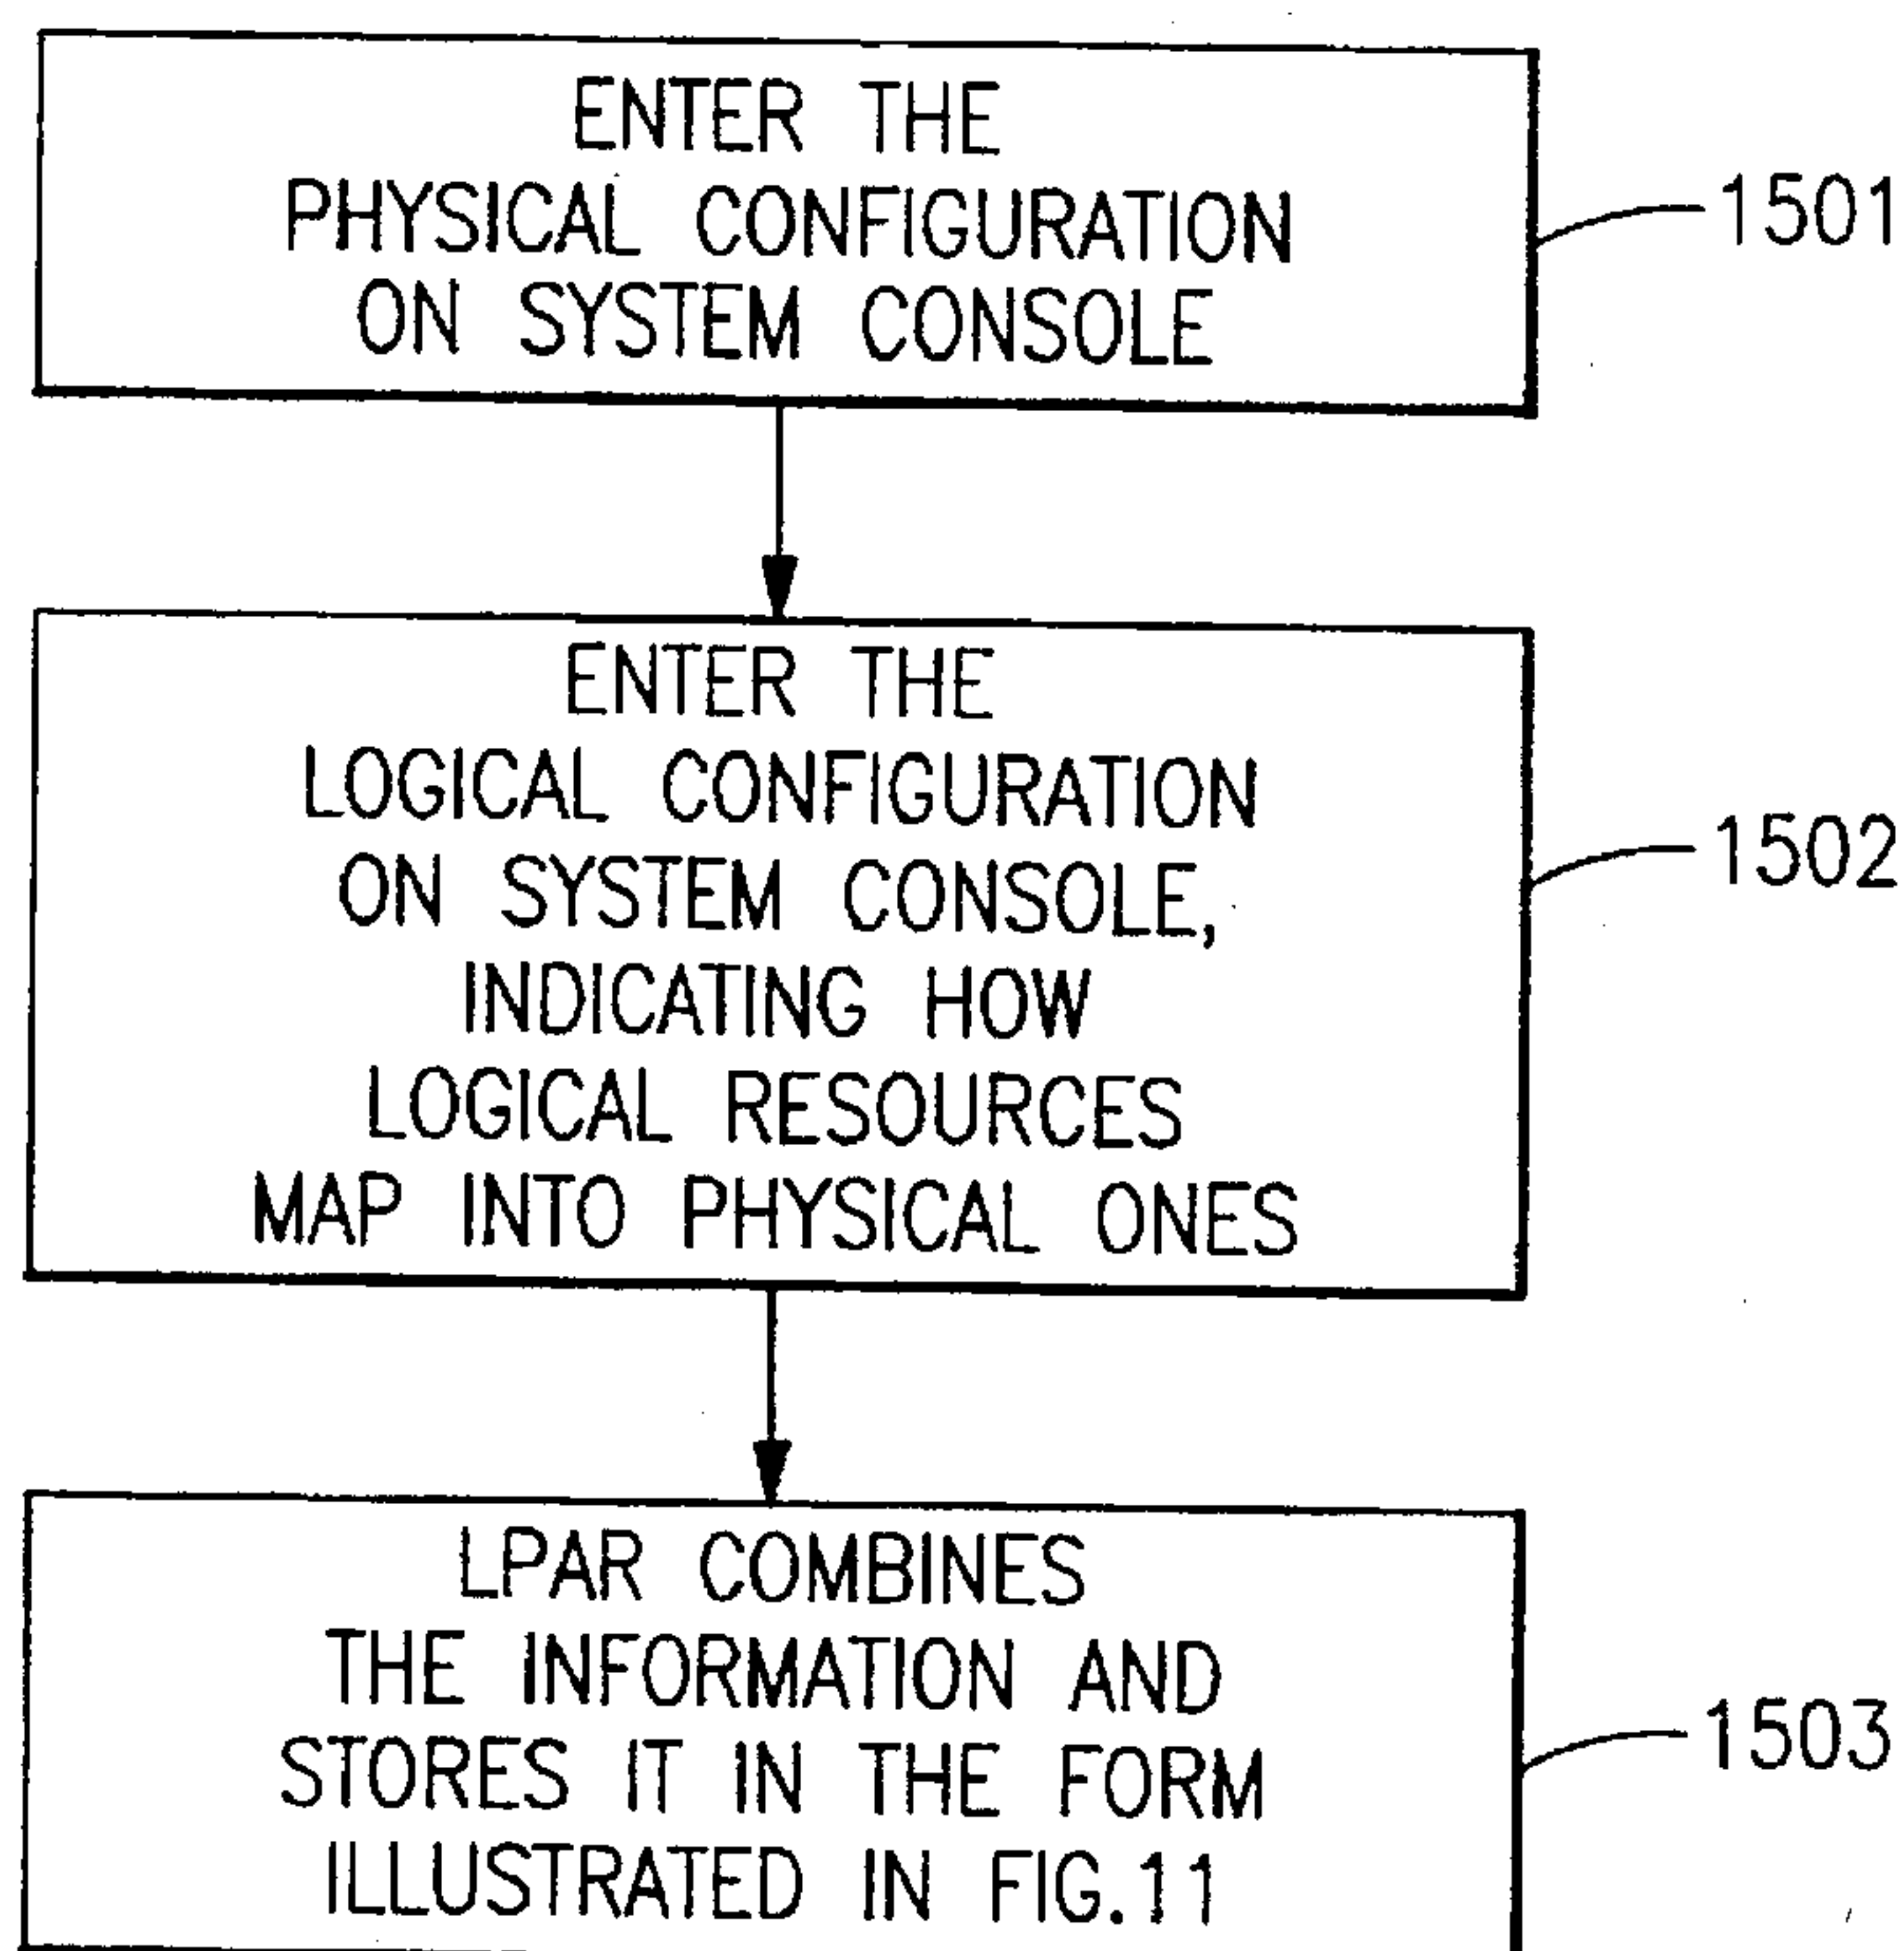 ENTER THE
PHYSICAL CONFIGURATION
ON SYSTEM CONSOLE
1501
ENTER THE
LOGICAL CONFIGURATION
ON SYSTEM CONSOLE,
INDICATING HOW
LOGICAL RESOURCES
MAP INTO PHYSICAL ONES
1502
LPAR COMBINES
THE INFORMATION AND
STORES IT IN THE FORM
ILLUSTRATED IN FIG.11
1503